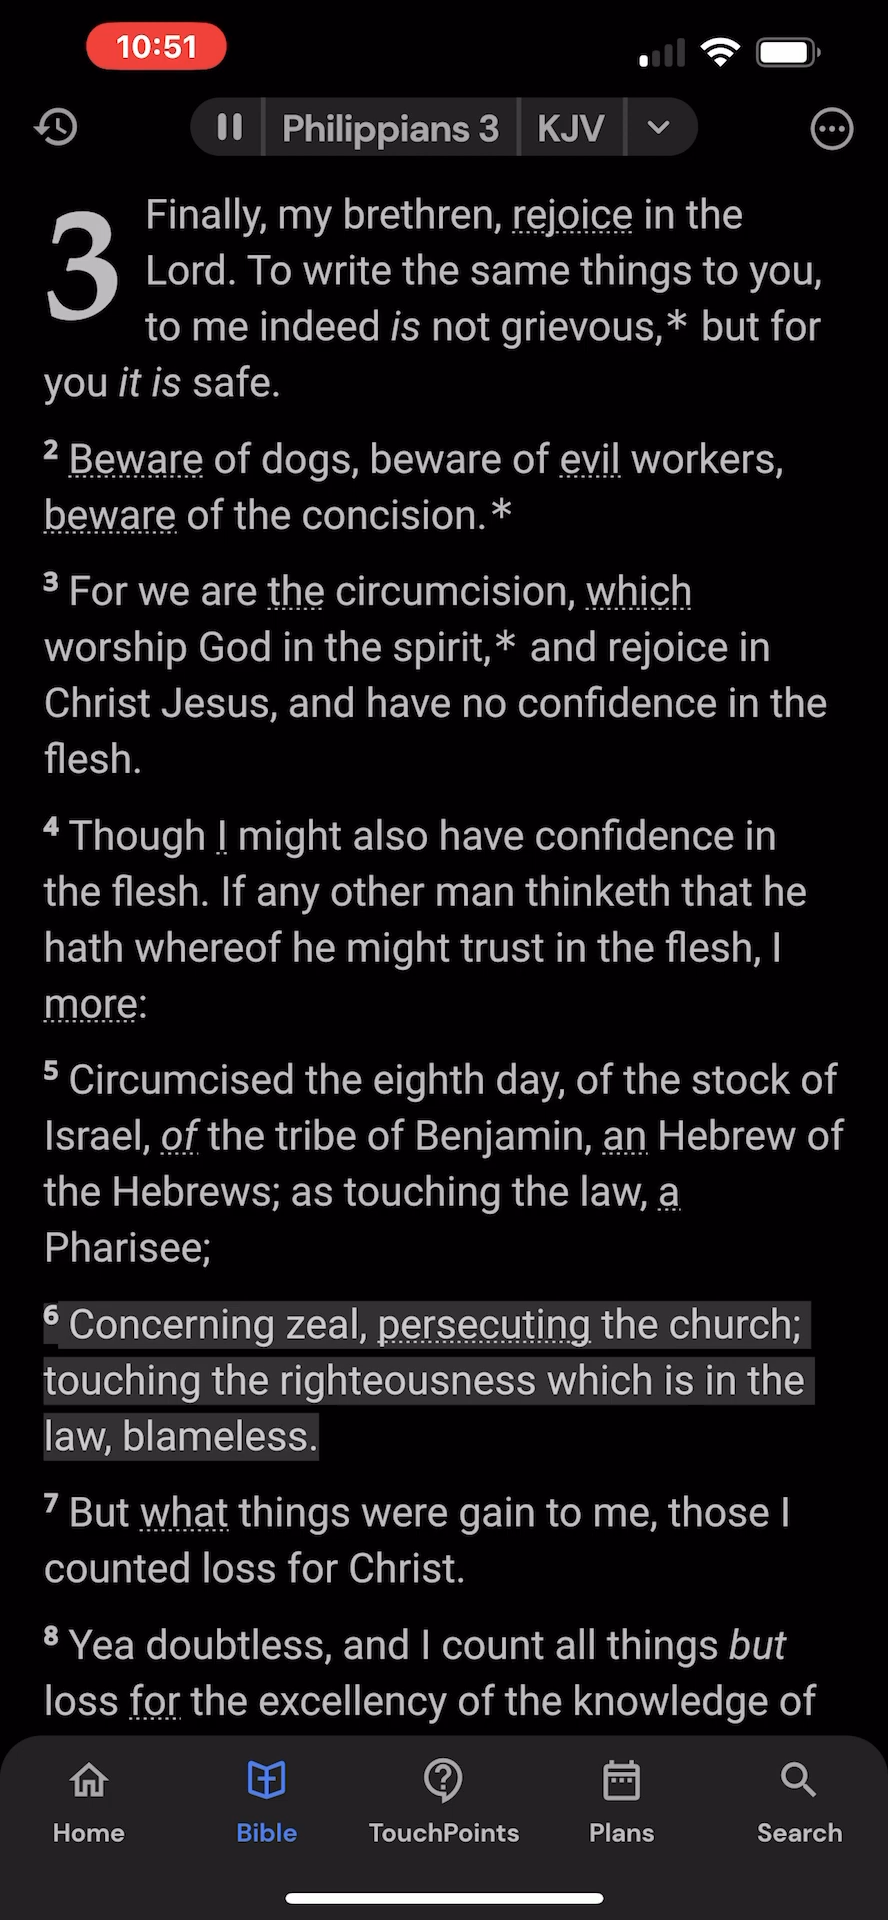 10:51
Philippians 3 KJV
3 Finally, my brethren, rejoice in the
Lord. To write the same things to you,
to me indeed is not grievous,* but for
you it is safe.
2 Beware of dogs, beware of evil workers,
beware of the concision.*
3 For we are the circumcision, which
worship God in the spirit,* and rejoice in
Christ Jesus, and have no confidence in the
flesh.
4 Though I might also have confidence in
the flesh. If any other man thinketh that he
hath whereof he might trust in the flesh, I
more:
5 Circumcised the eighth day, of the stock of
Israel, of the tribe of Benjamin, an Hebrew of
the Hebrews; as touching the law, a
Pharisee;
6 Concerning zeal, persecuting the church;
touching the righteousness which is in the
law, blameless.
7 But what things were gain to me, those I
counted loss for Christ.
8 Yea doubtless, and I count all things but
loss for the excellency of the knowledge of
Home Bible TouchPoints Plans Search